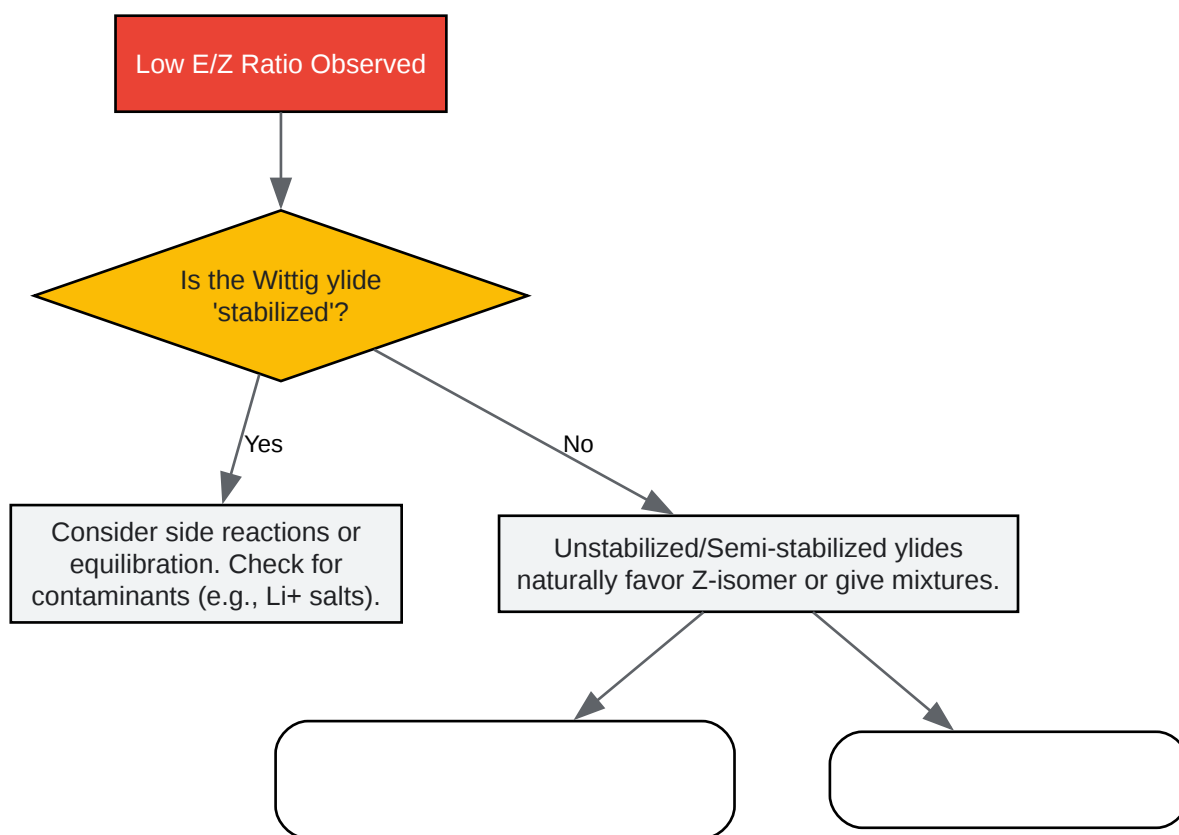 Low E/Z Ratio Observed
Is the Wittig ylide
'stabilized'?
Yes
No
Consider side reactions or
equilibration. Check for
contaminants (e.g., Li+ salts).
Unstabilized/Semi-stabilized ylides
naturally favor Z-isomer or give mixtures.